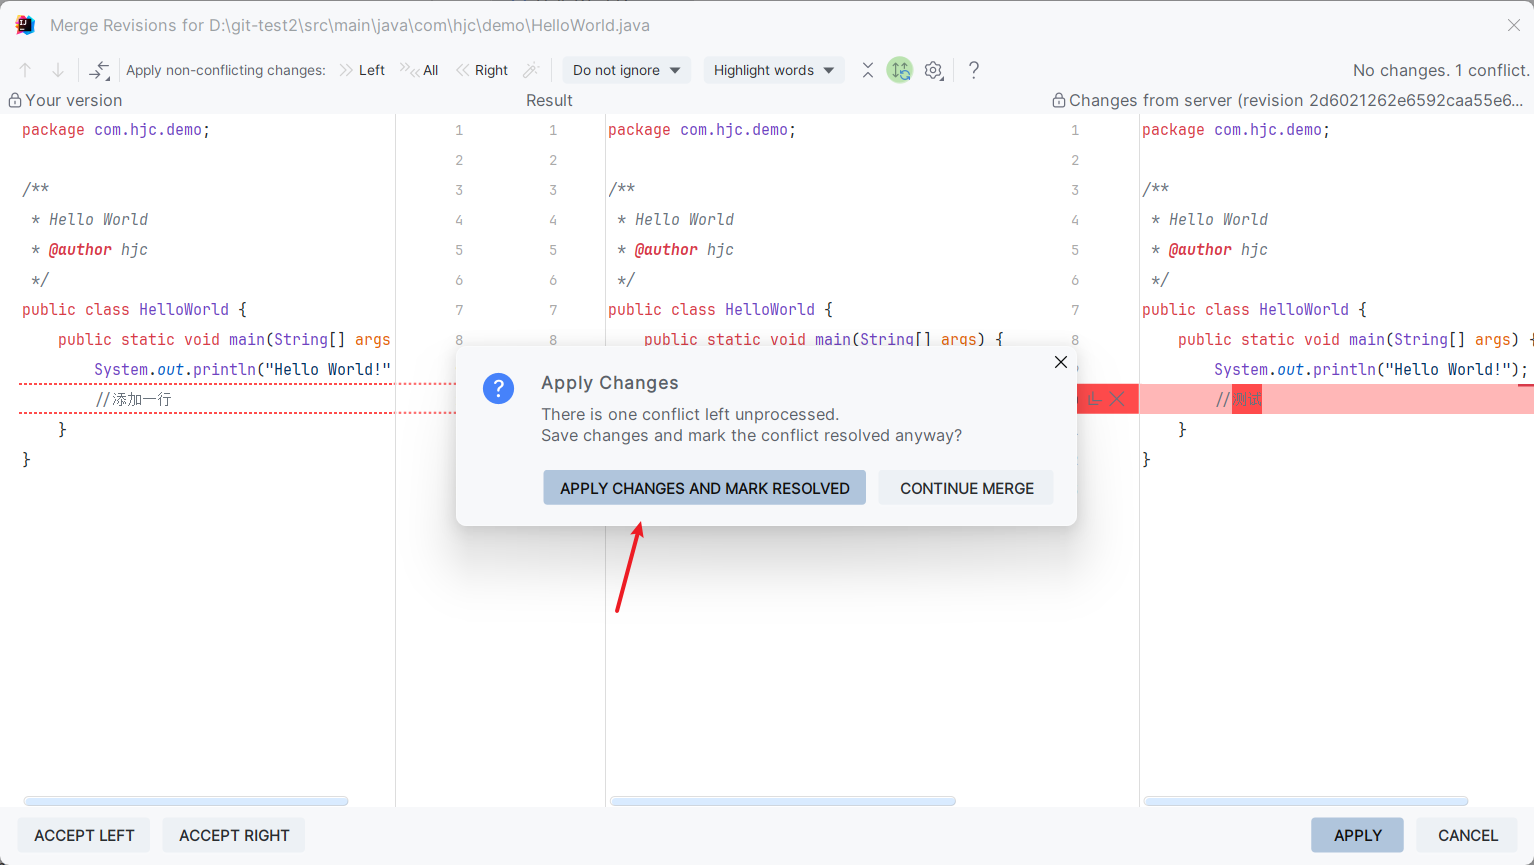 Merge Revisions for D:\git-test2\src\main\java\com\hjc\demo\HelloWorld.java
Apply non-conflicting changes: Left All Right Do not ignore Highlight words ? No changes. 1 conflict.
Your version Result Changes from server (revision 2d6021262e6592caa55e6...
package com.hjc.demo;
/**
* Hello World
* @author hjc
*/
public class HelloWorld {
public static void main(String[] args
System.out.println("Hello World!"
//添加一行
}
}
1 1
2 2
3 3
4 4
5 5
6 6
7 7
8 8
package com.hjc.demo;
/**
* Hello World
* @author hjc
*/
public class HelloWorld {
public static void main(String[] args) {
1
2
3
4
5
6
7
8
package com.hjc.demo;
/**
* Hello World
* @author hjc
*/
public class HelloWorld {
public static void main(String[] args) {
System.out.println("Hello World!");
//测试
}
}
?
Apply Changes
There is one conflict left unprocessed.
Save changes and mark the conflict resolved anyway?
APPLY CHANGES AND MARK RESOLVED CONTINUE MERGE
ACCEPT LEFT ACCEPT RIGHT APPLY CANCEL